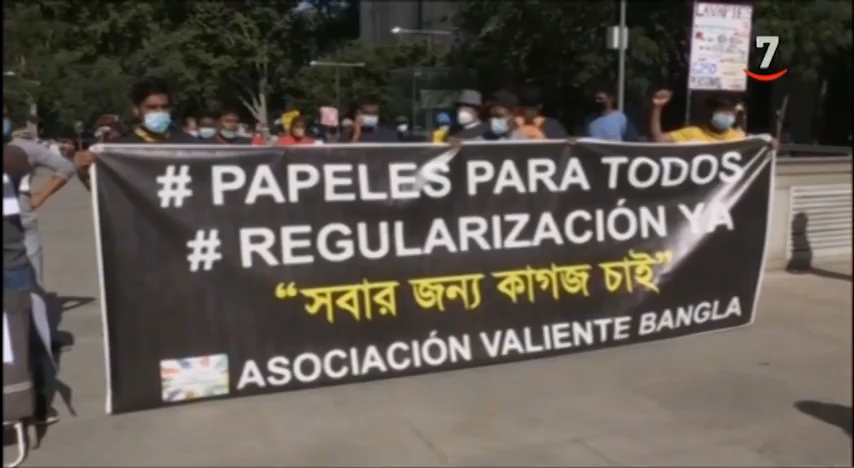 7
# PAPELES PARA TODOS
# REGULARIZACIÓN YA
“সবার জন্য কাগজ চাই”
ASOCIACIÓN VALIENTE BANGLA